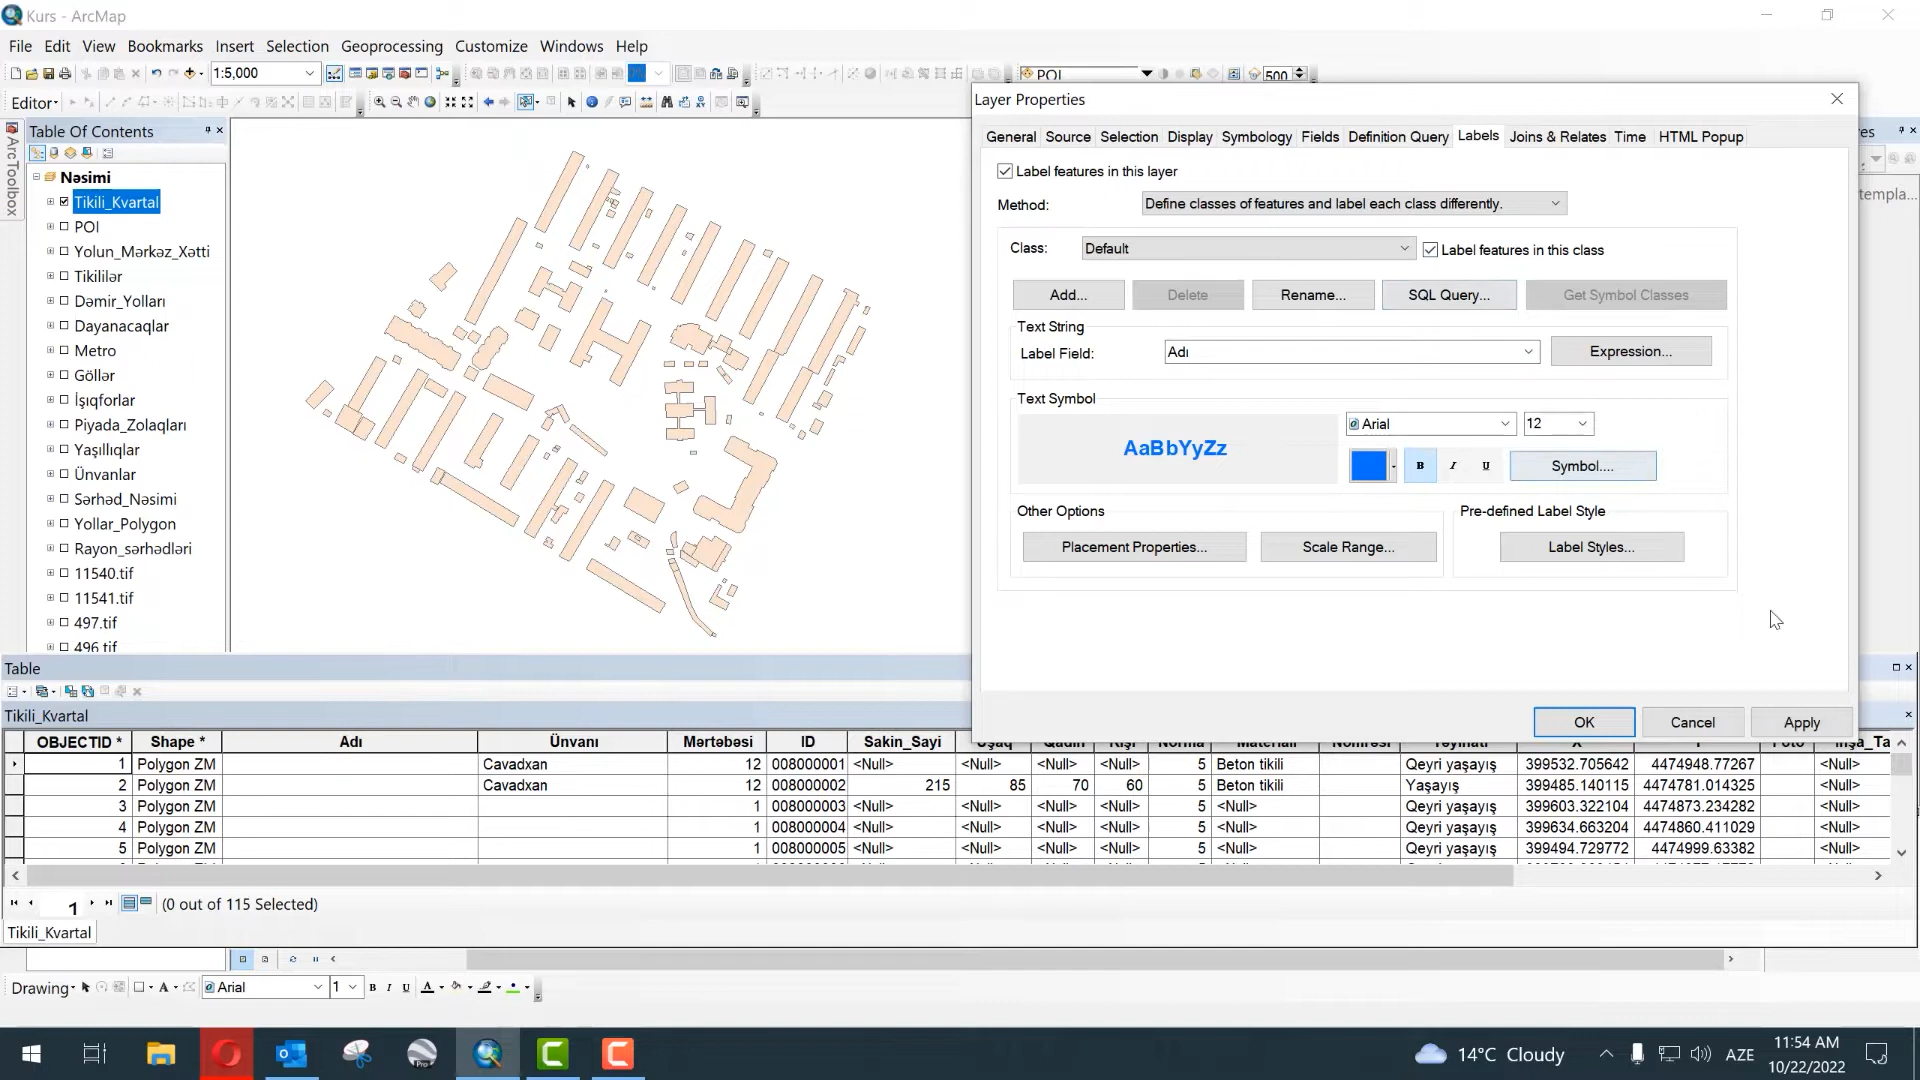 Kurs - ArcMap
File Edit View Bookmarks Insert Selection Geoprocessing Customize Windows Help
1:5,000
POI
500
Editor
ArcToolbox
Table Of Contents
Nəsimi
Tikili_Kvartal
POI
Yolun_Mərkəz_Xətti
Tikililər
Dəmir_Yolları
Dayanacaqlar
Metro
Göllər
İşıqforlar
Piyada_Zolaqları
Yaşıllıqlar
Ünvanlar
Sərhəd_Nəsimi
Yollar_Polygon
Rayon_sərhədləri
11540.tif
11541.tif
497.tif
496.tif
Layer Properties
General Source Selection Display Symbology Fields Definition Query Labels Joins & Relates Time HTML Popup
Label features in this layer
Method: Define classes of features and label each class differently.
Class: Default Label features in this class
Add... Delete Rename... SQL Query... Get Symbol Classes
Text String
Label Field: Adı Expression...
Text Symbol
AaBbYyZz
Arial 12
B I U Symbol....
Other Options Pre-defined Label Style
Placement Properties... Scale Range... Label Styles...
OK Cancel Apply
Table
Tikili_Kvartal
OBJECTID * Shape * Adı Ünvanı Mərtəbəsi ID Sakin_Sayi Uşaq Qadın Kişi Norma Materialı Nömrəsi Təyinatı X Y Foto İnşa_Ta
1 Polygon ZM Cavadxan 12 008000001 <Null> <Null> <Null> <Null> 5 Beton tikili Qeyri yaşayış 399532.705642 4474948.77267 <Null>
2 Polygon ZM Cavadxan 12 008000002 215 85 70 60 5 Beton tikili Yaşayış 399485.140115 4474781.014325 <Null>
3 Polygon ZM 1 008000003 <Null> <Null> <Null> <Null> 5 <Null> Qeyri yaşayış 399603.322104 4474873.234282 <Null>
4 Polygon ZM 1 008000004 <Null> <Null> <Null> <Null> 5 <Null> Qeyri yaşayış 399634.663204 4474860.411029 <Null>
5 Polygon ZM 1 008000005 <Null> <Null> <Null> <Null> 5 <Null> Qeyri yaşayış 399494.729772 4474999.63382 <Null>
1 (0 out of 115 Selected)
Tikili_Kvartal
Drawing A Arial 1 B I U A
14°C Cloudy AZE 11:54 AM
10/22/2022